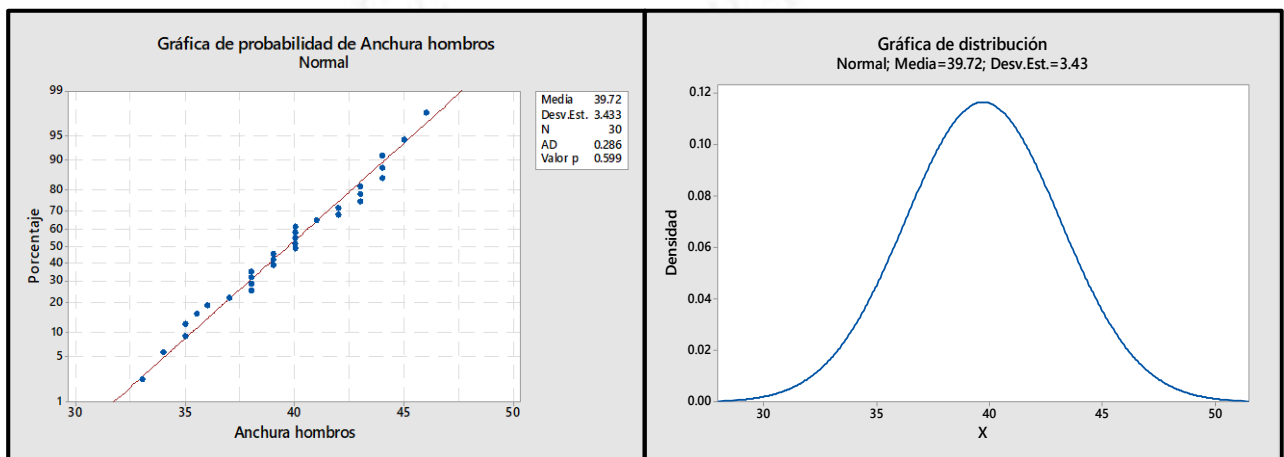 Gráfica de probabilidad de Anchura hombros
Normal
99
95
90
80
70
60
50
40
30
20
10
5
1
Porcentaje
30 35 40 45 50
Anchura hombros
Media 39.72
Desv.Est. 3.433
N 30
AD 0.286
Valor p 0.599
Gráfica de distribución
Normal; Media=39.72; Desv.Est.=3.43
0.12
0.10
0.08
0.06
0.04
0.02
0.00
Densidad
30 35 40 45 50
X